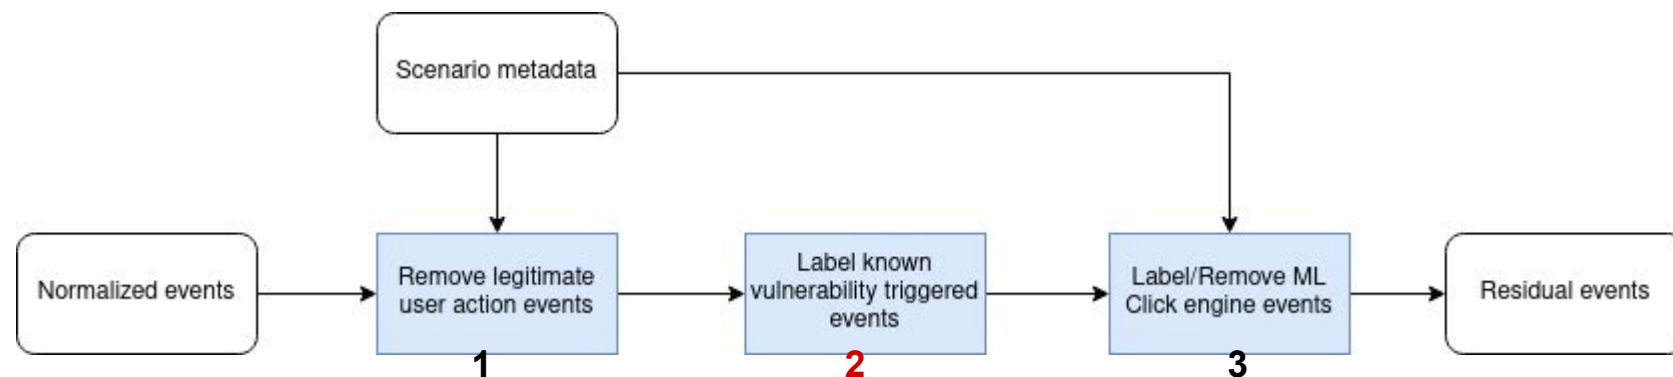 Scenario metadata
Normalized events
Remove legitimate
user action events
Label known
vulnerability triggered
events
Label/Remove ML
Click engine events
Residual events
1
2
3